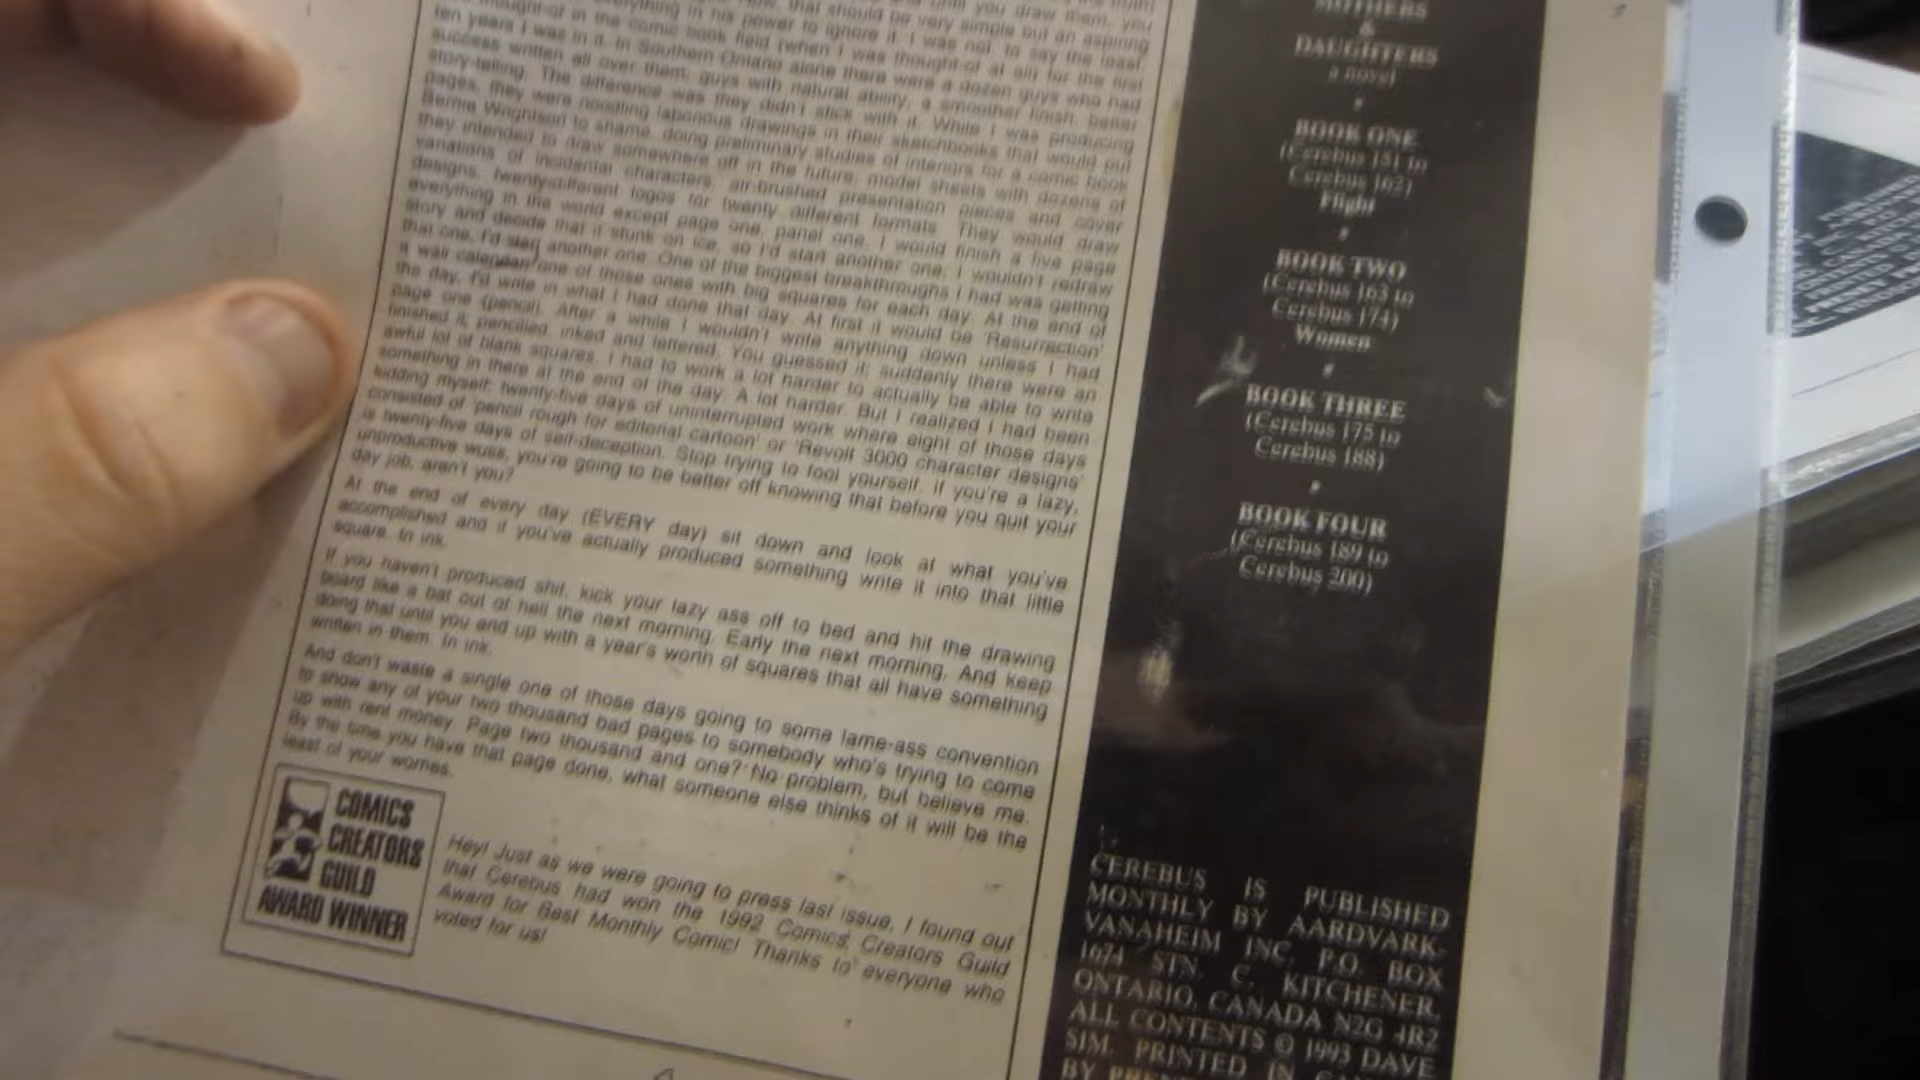 everything in his power to ignore it. I was not, to say the least,
thought-of in the comic book field (when I was thought-of at all) for the first
ten years I was in it. In Southern Ontario alone there were a dozen guys who had
success written all over them; guys with natural ability, a smoother finish, better
story-telling. The difference was they didn't stick with it. While I was producing
pages, they were noodling laborious drawings in their sketchbooks that would put
Bernie Wrightson to shame, doing preliminary studies of interiors for a comic book
they intended to draw somewhere off in the future, model sheets with dozens of
variations of incidental characters, air-brushed presentation pieces and cover
designs, twenty-different logos for twenty different formats. They would draw
everything in the world except page one, panel one. I would finish a five page
story and decide that it stunk on ice, so I'd start another one; I wouldn't redraw
that one, I'd start another one. One of the biggest breakthroughs I had was getting
a wall calendar one of those ones with big squares for each day. At the end of
the day, I'd write in what I had done that day. At first it would be 'Resurrection'
page one (pencil). After a while I wouldn't write anything down unless I had
finished it; pencilled, inked and lettered. You guessed it; suddenly there were an
awful lot of blank squares. I had to work a lot harder to actually be able to write
something in there at the end of the day. A lot harder. But I realized I had been
kidding myself; twenty-five days of uninterrupted work where eight of those days
consisted of 'pencil rough for editorial cartoon' or 'Revolt 3000 character designs'
is twenty-five days of self-deception. Stop trying to fool yourself. If you're a lazy,
unproductive wuss, you're going to be better off knowing that before you quit your
day job, aren't you?
At the end of every day (EVERY day) sit down and look at what you've
accomplished and if you've actually produced something write it into that little
square. In ink.
If you haven't produced shit, kick your lazy ass off to bed and hit the drawing
board like a bat out of hell the next morning. Early the next morning. And keep
doing that until you end up with a year's worth of squares that all have something
written in them. In ink.
And don't waste a single one of those days going to some lame-ass convention
to show any of your two thousand bad pages to somebody who's trying to come
up with rent money. Page two thousand and one? No problem, but believe me.
By the time you have that page done, what someone else thinks of it will be the
least of your worries.
COMICS
CREATORS
GUILD
AWARD WINNER
Hey! Just as we were going to press last issue, I found out
that Cerebus had won the 1992 Comics Creators Guild
Award for Best Monthly Comic! Thanks to everyone who
voted for us!
MOTHERS
&
DAUGHTERS
a novel
BOOK ONE
(Cerebus 151 to
Cerebus 162)
Flight
BOOK TWO
(Cerebus 163 to
Cerebus 174)
Women
BOOK THREE
(Cerebus 175 to
Cerebus 188)
BOOK FOUR
(Cerebus 189 to
Cerebus 200)
CEREBUS IS PUBLISHED
MONTHLY BY AARDVARK-
VANAHEIM INC. P.O. BOX
1674 STN. C. KITCHENER,
ONTARIO, CANADA N2G 4R2
ALL CONTENTS © 1993 DAVE
SIM. PRINTED IN
BY